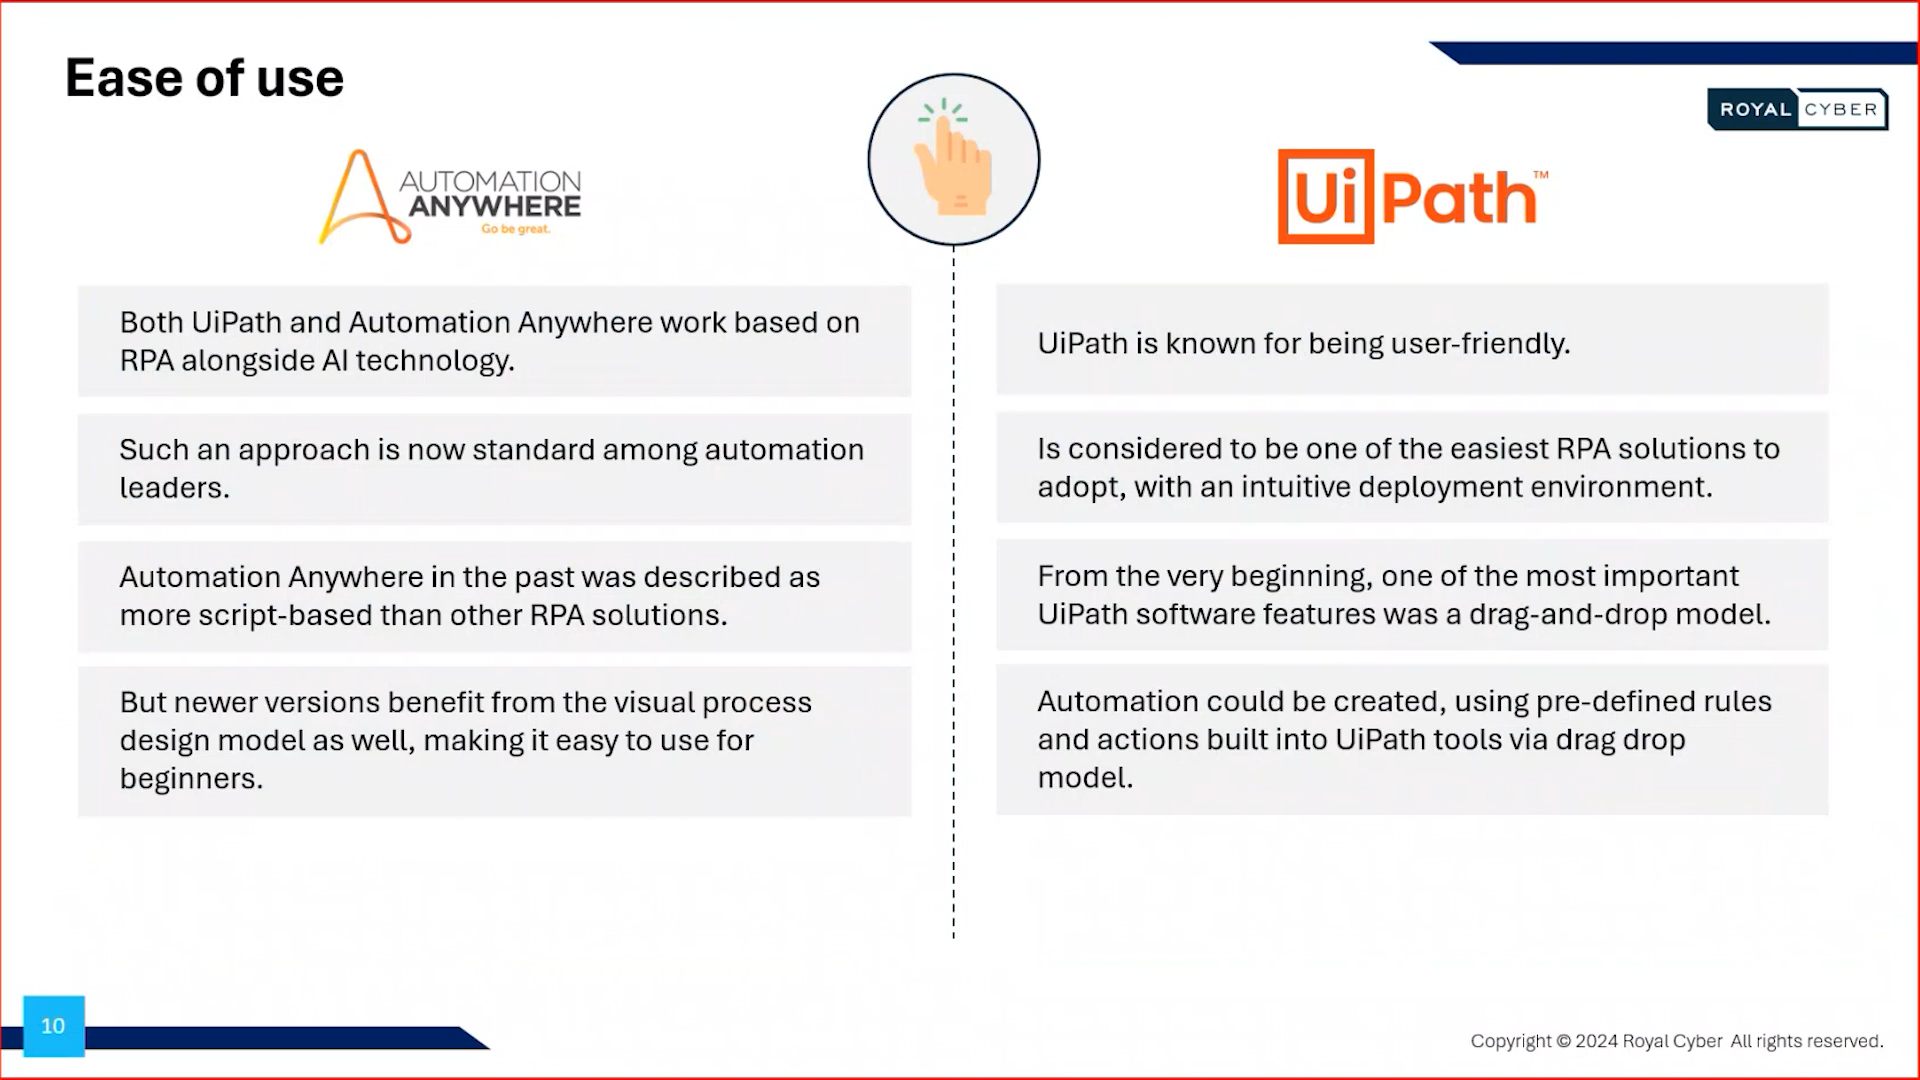 Ease of use
ROYAL CYBER
AUTOMATION
ANYWHERE
Go be great.
UiPath™
Both UiPath and Automation Anywhere work based on
RPA alongside AI technology.
Such an approach is now standard among automation
leaders.
Automation Anywhere in the past was described as
more script-based than other RPA solutions.
But newer versions benefit from the visual process
design model as well, making it easy to use for
beginners.
UiPath is known for being user-friendly.
Is considered to be one of the easiest RPA solutions to
adopt, with an intuitive deployment environment.
From the very beginning, one of the most important
UiPath software features was a drag-and-drop model.
Automation could be created, using pre-defined rules
and actions built into UiPath tools via drag drop
model.
10
Copyright © 2024 Royal Cyber All rights reserved.